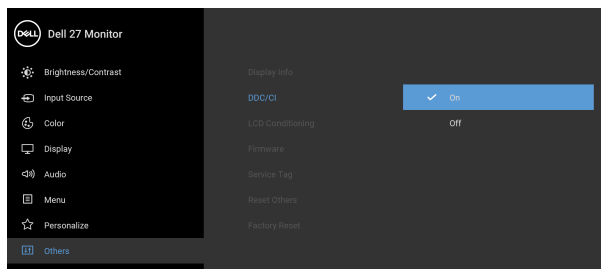 DELL
Dell 27 Monitor
Brightness/Contrast
Input Source
Color
Display
Audio
Menu
Personalize
Others
Display Info
DDC/CI
LCD Conditioning
Firmware
Service Tag
Reset Others
Factory Reset
On
Off